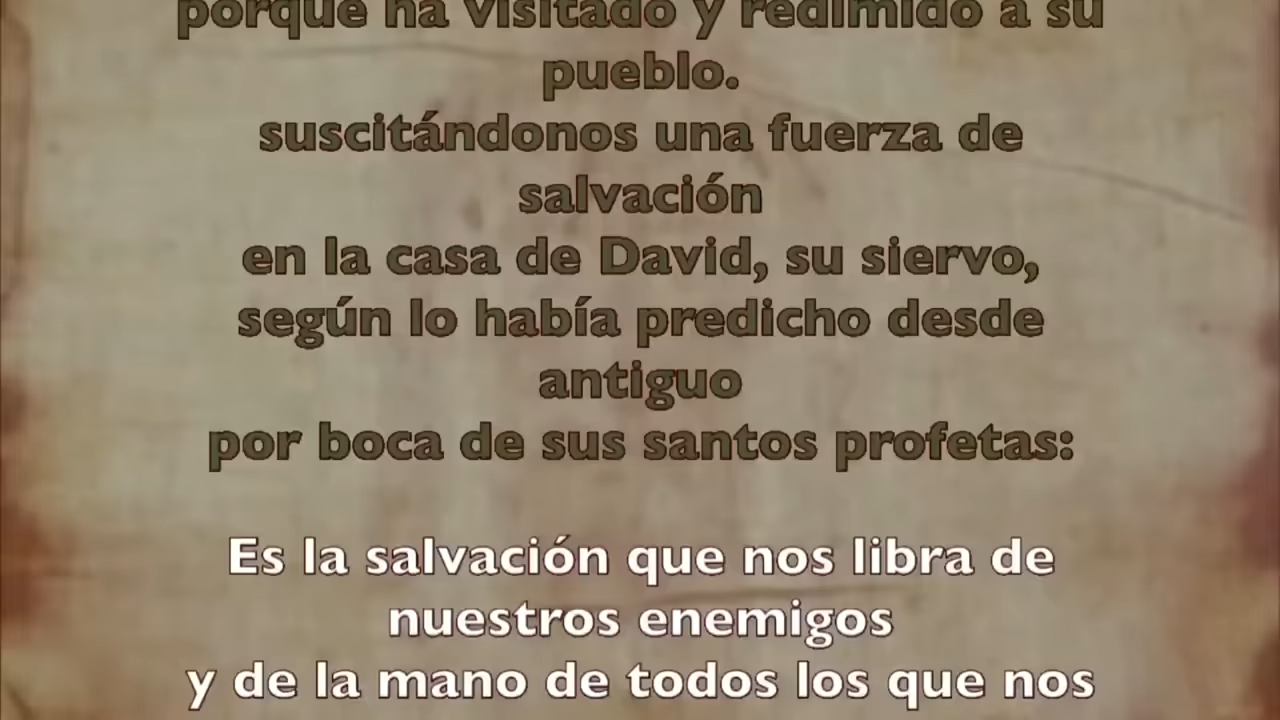 porque ha visitado y redimido a su
pueblo.
suscitándonos una fuerza de
salvación
en la casa de David, su siervo,
según lo había predicho desde
antiguo
por boca de sus santos profetas:
Es la salvación que nos libra de
nuestros enemigos
y de la mano de todos los que nos